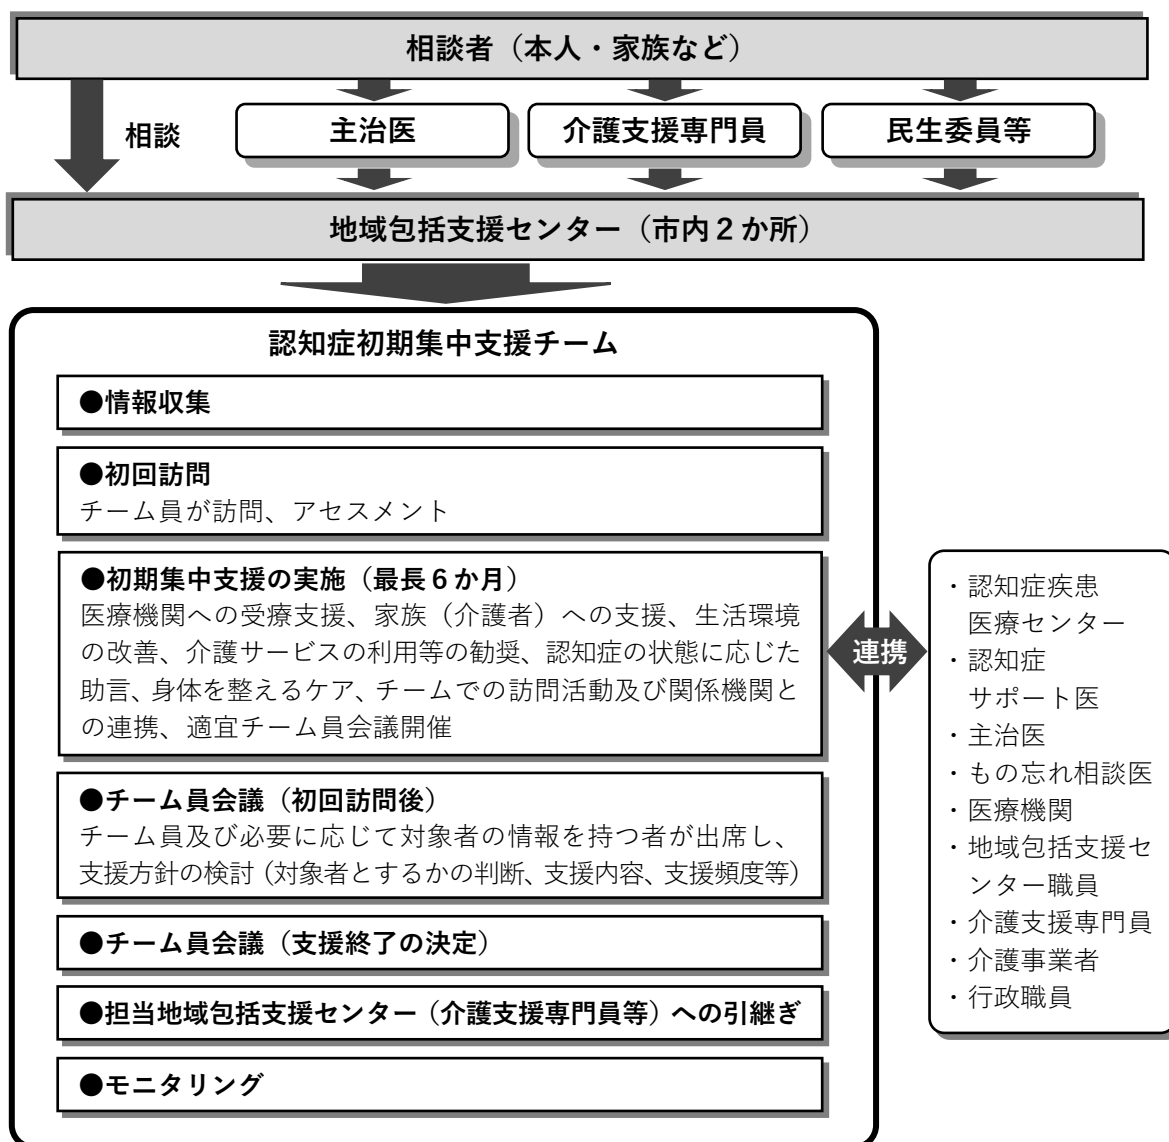 相談者（本人・家族など）
相談
主治医
介護支援専門員
民生委員等
地域包括支援センター（市内２か所）
認知症初期集中支援チーム
●情報収集
●初回訪問
チーム員が訪問、アセスメント
●初期集中支援の実施（最長６か月）
医療機関への受療支援、家族（介護者）への支援、生活環境
の改善、介護サービスの利用等の勧奨、認知症の状態に応じた
助言、身体を整えるケア、チームでの訪問活動及び関係機関と
の連携、適宜チーム員会議開催
●チーム員会議（初回訪問後）
チーム員及び必要に応じて対象者の情報を持つ者が出席し、
支援方針の検討（対象者とするかの判断、支援内容、支援頻度等）
●チーム員会議（支援終了の決定）
●担当地域包括支援センター（介護支援専門員等）への引継ぎ
●モニタリング
連携
・認知症疾患
医療センター
・認知症
サポート医
・主治医
・もの忘れ相談医
・医療機関
・地域包括支援セ
ンター職員
・介護支援専門員
・介護事業者
・行政職員